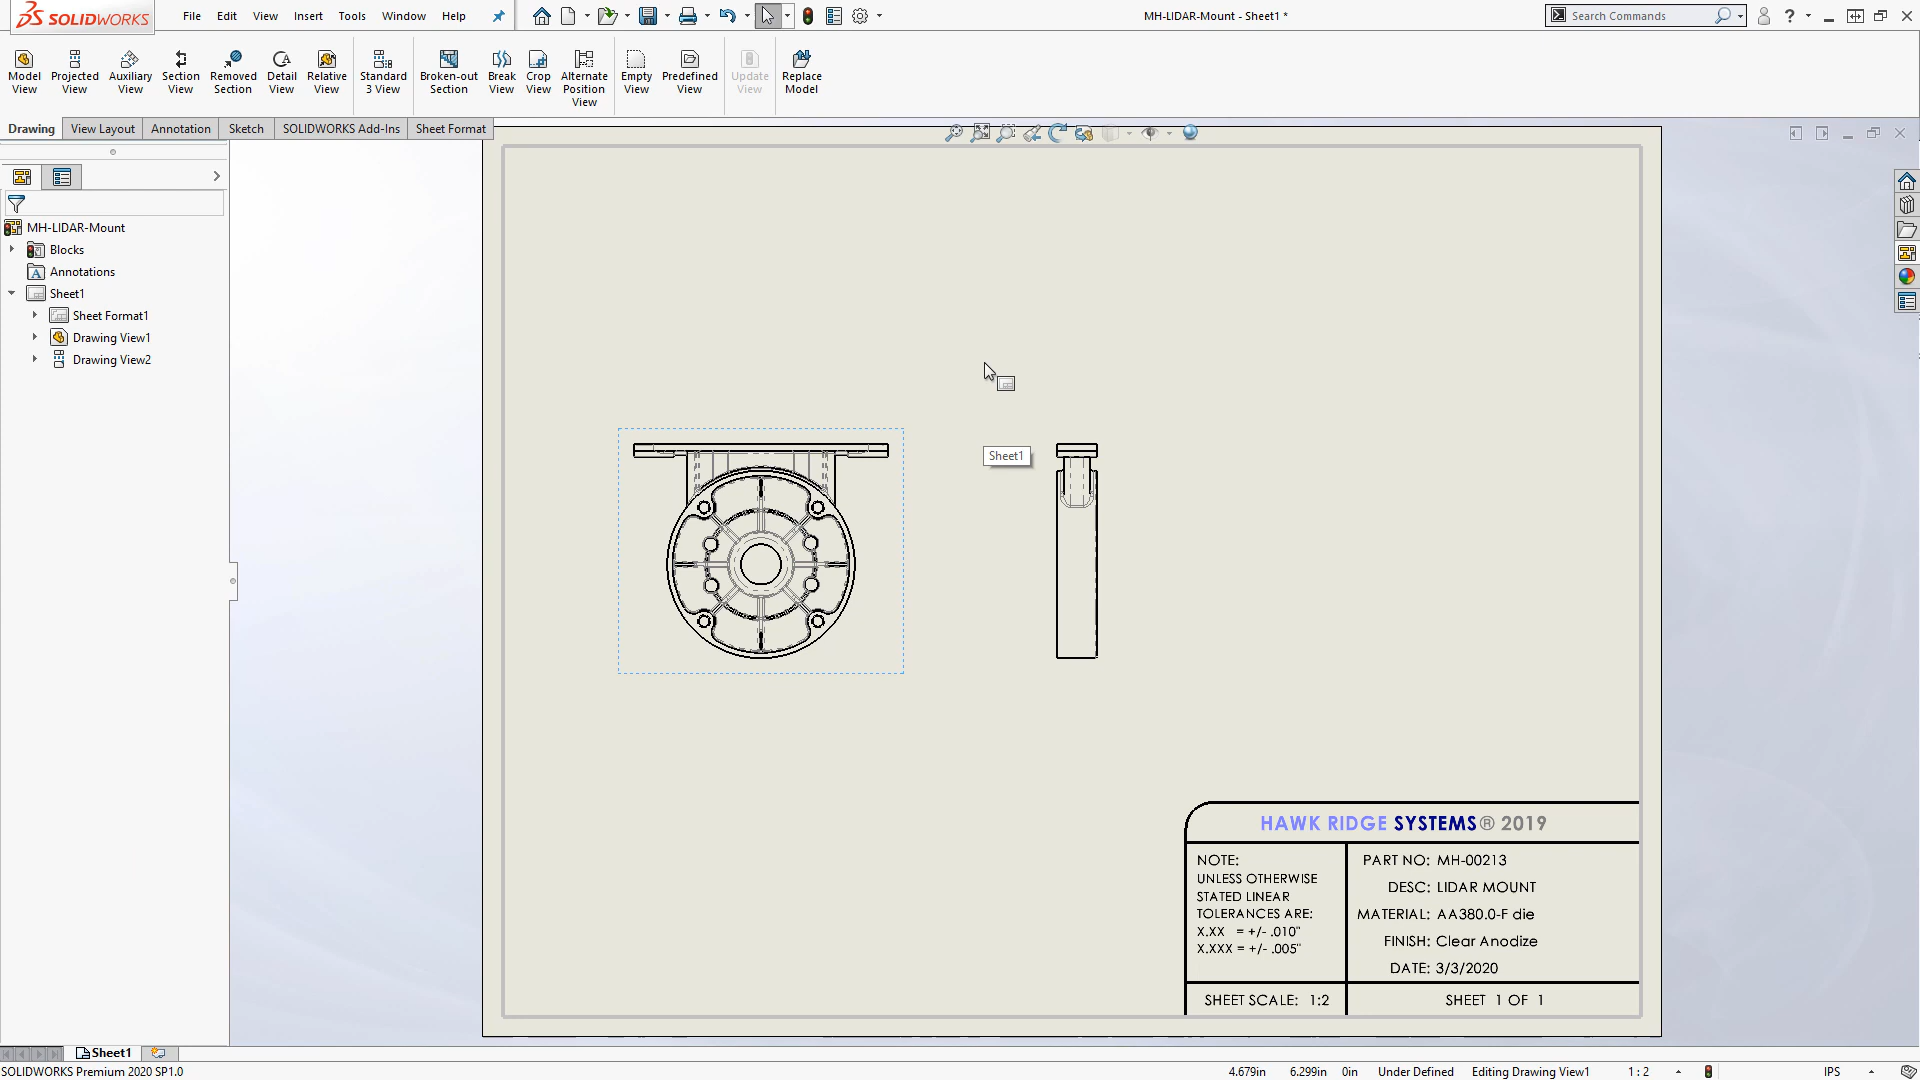 SOLIDWORKS
File Edit View Insert Tools Window Help
MH-LIDAR-Mount - Sheet1 *
Search Commands
?
Model View
Projected View
Auxiliary View
Section View
Removed Section
Detail View
Relative View
Standard 3 View
Broken-out Section
Break View
Crop View
Alternate Position View
Empty View
Predefined View
Update View
Replace Model
Drawing View Layout Annotation Sketch SOLIDWORKS Add-Ins Sheet Format
MH-LIDAR-Mount
Blocks
Annotations
Sheet1
Sheet Format1
Drawing View1
Drawing View2
Sheet1
HAWK RIDGE SYSTEMS® 2019
NOTE:
UNLESS OTHERWISE
STATED LINEAR
TOLERANCES ARE:
X.XX = +/- .010"
X.XXX = +/- .005"
PART NO: MH-00213
DESC: LIDAR MOUNT
MATERIAL: AA380.0-F die
FINISH: Clear Anodize
DATE: 3/3/2020
SHEET SCALE: 1:2
SHEET 1 OF 1
Sheet1
SOLIDWORKS Premium 2020 SP1.0
4.679in 6.299in 0in Under Defined Editing Drawing View1 1 : 2 IPS